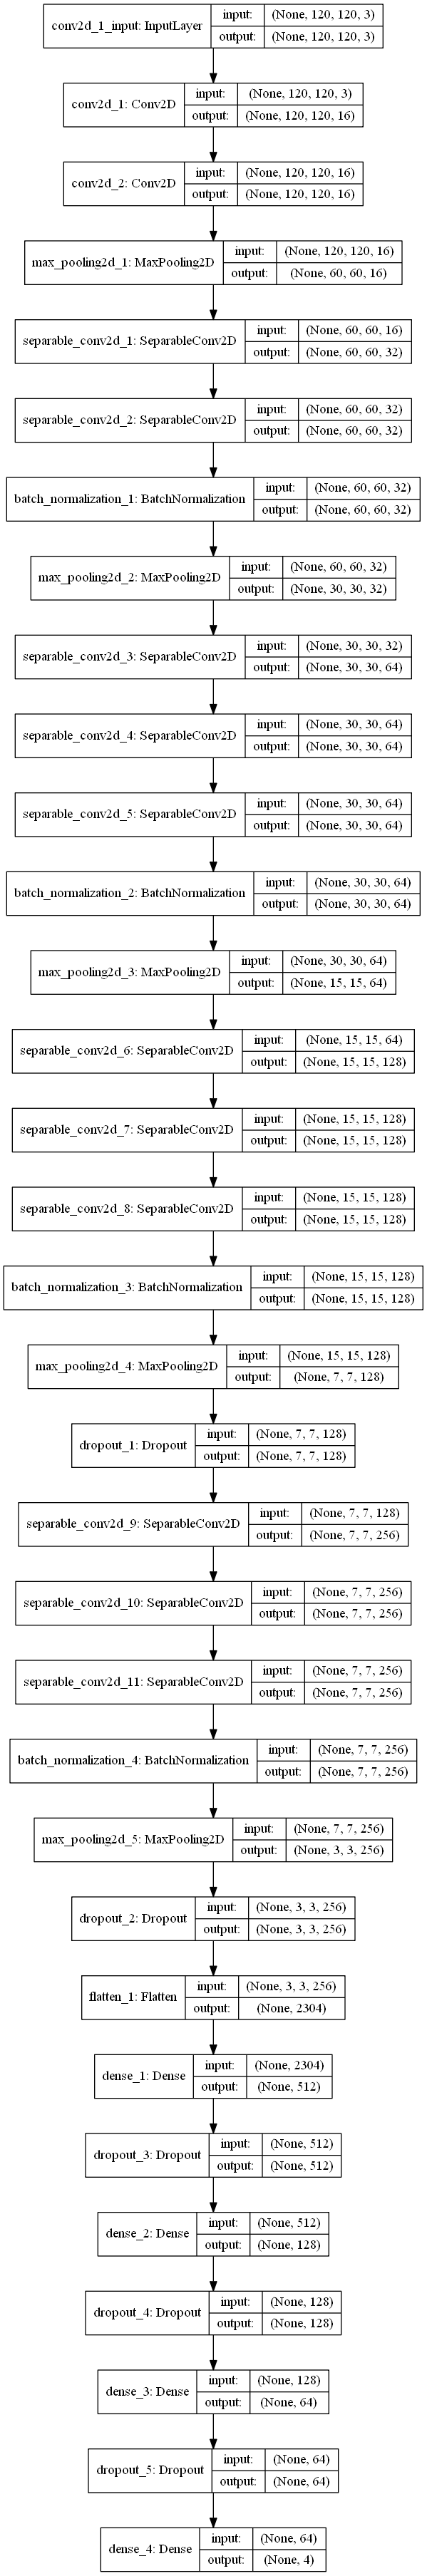 conv2d_1_input: InputLayer
input: (None, 120, 120, 3)
output: (None, 120, 120, 3)
conv2d_1: Conv2D
input: (None, 120, 120, 3)
output: (None, 120, 120, 16)
conv2d_2: Conv2D
input: (None, 120, 120, 16)
output: (None, 120, 120, 16)
max_pooling2d_1: MaxPooling2D
input: (None, 120, 120, 16)
output: (None, 60, 60, 16)
separable_conv2d_1: SeparableConv2D
input: (None, 60, 60, 16)
output: (None, 60, 60, 32)
separable_conv2d_2: SeparableConv2D
input: (None, 60, 60, 32)
output: (None, 60, 60, 32)
batch_normalization_1: BatchNormalization
input: (None, 60, 60, 32)
output: (None, 60, 60, 32)
max_pooling2d_2: MaxPooling2D
input: (None, 60, 60, 32)
output: (None, 30, 30, 32)
separable_conv2d_3: SeparableConv2D
input: (None, 30, 30, 32)
output: (None, 30, 30, 64)
separable_conv2d_4: SeparableConv2D
input: (None, 30, 30, 64)
output: (None, 30, 30, 64)
separable_conv2d_5: SeparableConv2D
input: (None, 30, 30, 64)
output: (None, 30, 30, 64)
batch_normalization_2: BatchNormalization
input: (None, 30, 30, 64)
output: (None, 30, 30, 64)
max_pooling2d_3: MaxPooling2D
input: (None, 30, 30, 64)
output: (None, 15, 15, 64)
separable_conv2d_6: SeparableConv2D
input: (None, 15, 15, 64)
output: (None, 15, 15, 128)
separable_conv2d_7: SeparableConv2D
input: (None, 15, 15, 128)
output: (None, 15, 15, 128)
separable_conv2d_8: SeparableConv2D
input: (None, 15, 15, 128)
output: (None, 15, 15, 128)
batch_normalization_3: BatchNormalization
input: (None, 15, 15, 128)
output: (None, 15, 15, 128)
max_pooling2d_4: MaxPooling2D
input: (None, 15, 15, 128)
output: (None, 7, 7, 128)
dropout_1: Dropout
input: (None, 7, 7, 128)
output: (None, 7, 7, 128)
separable_conv2d_9: SeparableConv2D
input: (None, 7, 7, 128)
output: (None, 7, 7, 256)
separable_conv2d_10: SeparableConv2D
input: (None, 7, 7, 256)
output: (None, 7, 7, 256)
separable_conv2d_11: SeparableConv2D
input: (None, 7, 7, 256)
output: (None, 7, 7, 256)
batch_normalization_4: BatchNormalization
input: (None, 7, 7, 256)
output: (None, 7, 7, 256)
max_pooling2d_5: MaxPooling2D
input: (None, 7, 7, 256)
output: (None, 3, 3, 256)
dropout_2: Dropout
input: (None, 3, 3, 256)
output: (None, 3, 3, 256)
flatten_1: Flatten
input: (None, 3, 3, 256)
output: (None, 2304)
dense_1: Dense
input: (None, 2304)
output: (None, 512)
dropout_3: Dropout
input: (None, 512)
output: (None, 512)
dense_2: Dense
input: (None, 512)
output: (None, 128)
dropout_4: Dropout
input: (None, 128)
output: (None, 128)
dense_3: Dense
input: (None, 128)
output: (None, 64)
dropout_5: Dropout
input: (None, 64)
output: (None, 64)
dense_4: Dense
input: (None, 64)
output: (None, 4)